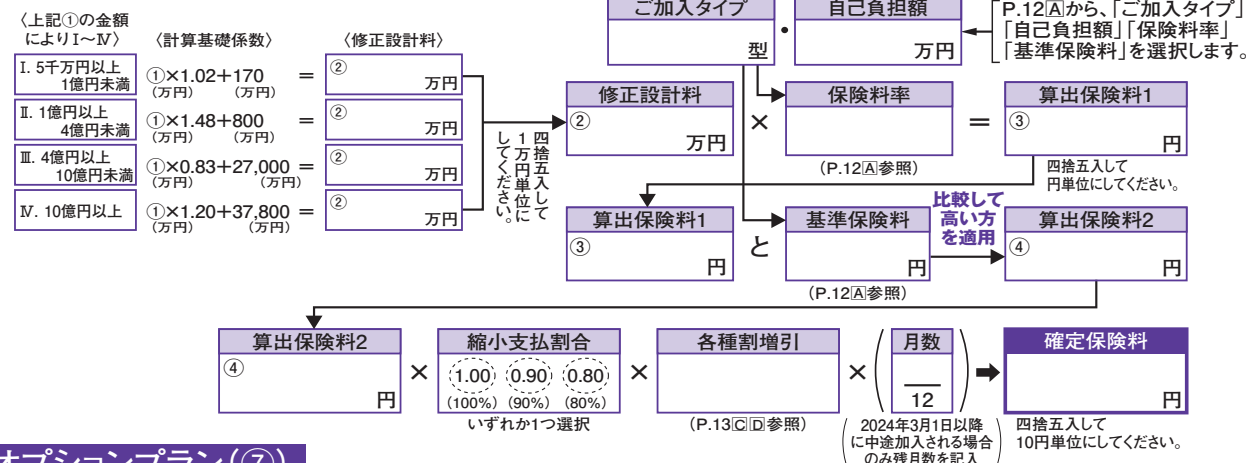 〈上記①の金額
によりⅠ〜Ⅳ〉
〈計算基礎係数〉
〈修正設計料〉
Ⅰ. 5千万円以上
1億円未満
①×1.02+170 =
(万円) (万円)
②
万円
Ⅱ. 1億円以上
4億円未満
①×1.48+800 =
(万円) (万円)
②
万円
Ⅲ. 4億円以上
10億円未満
①×0.83+27,000 =
(万円) (万円)
②
万円
Ⅳ. 10億円以上
①×1.20+37,800 =
(万円) (万円)
②
万円
四捨五入して
1万円単位に
してください。
ご加入タイプ
型
・
自己負担額
万円
P.12Aから、「ご加入タイプ」
「自己負担額」「保険料率」
「基準保険料」を選択します。
修正設計料
②
万円
×
保険料率
(P.12A参照)
=
算出保険料1
③
円
四捨五入して
円単位にしてください。
算出保険料1
③
円
と
基準保険料
円
(P.12A参照)
比較して
高い方
を適用
算出保険料2
④
円
算出保険料2
④
円
×
縮小支払割合
1.00 0.90 0.80
(100%) (90%) (80%)
いずれか1つ選択
×
各種割増引
(P.13CD参照)
×
月数
12
2024年3月1日以降
に中途加入される場合
のみ残月数を記入
確定保険料
円
四捨五入して
10円単位にしてください。
オプションプラン(⑦)